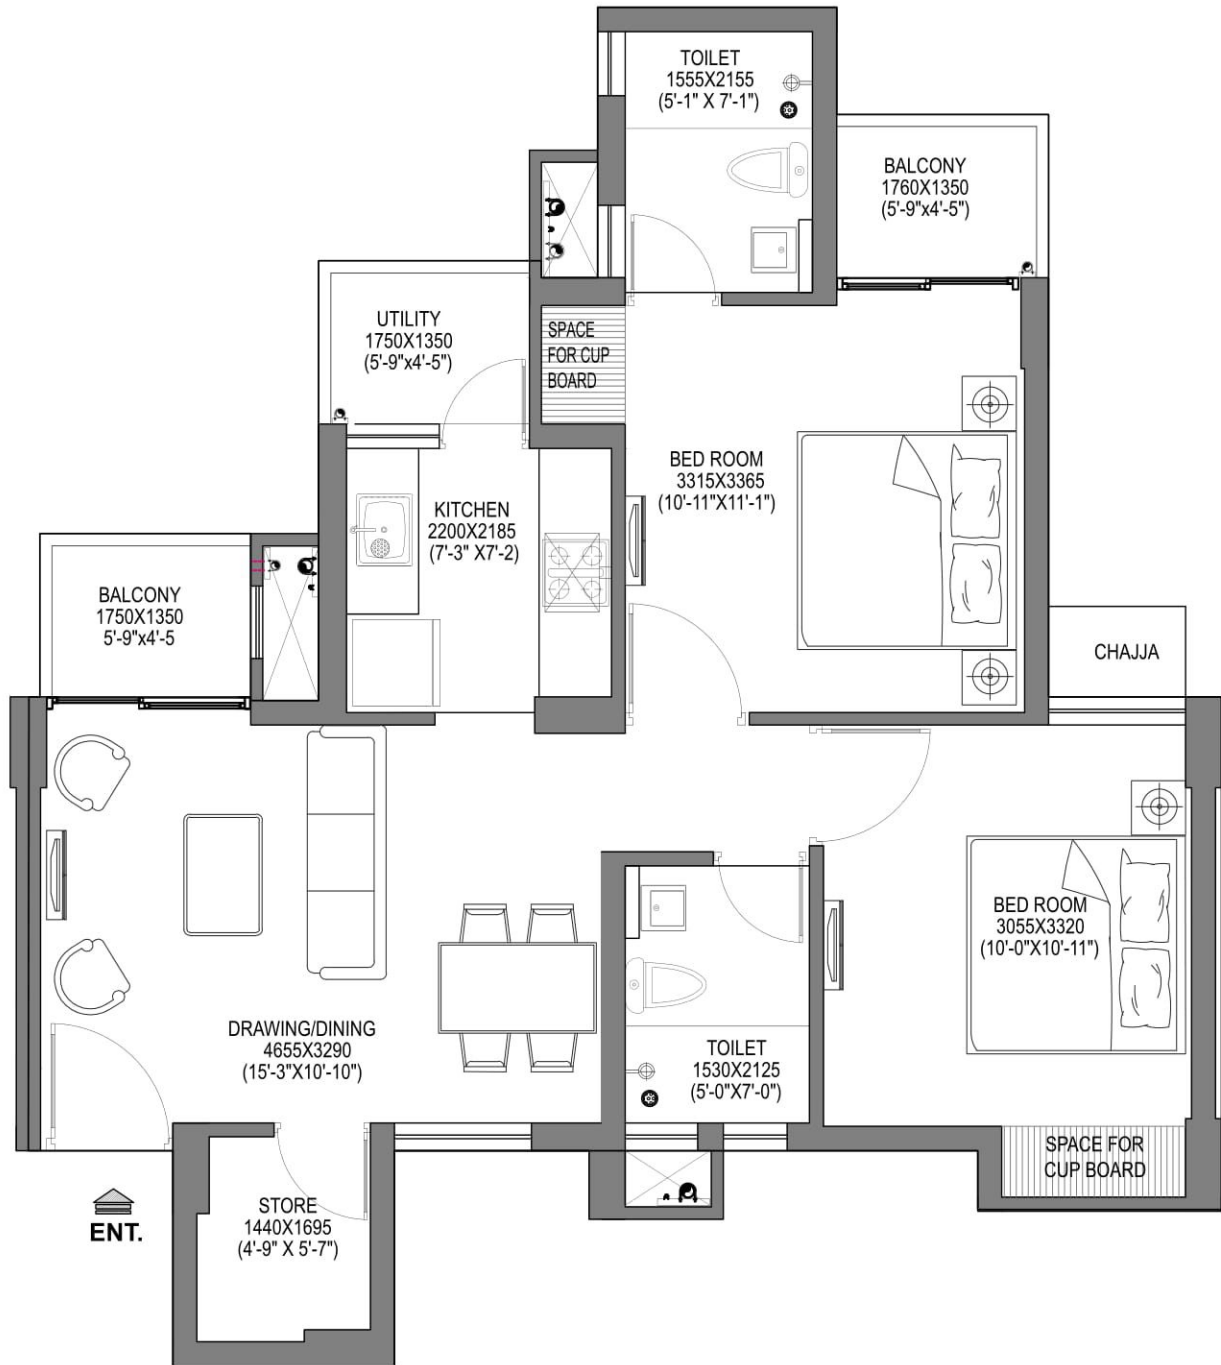 TOILET
1555X2155
(5'-1" X 7'-1")
BALCONY
1760X1350
(5'-9"x4'-5")
UTILITY
1750X1350
(5'-9"x4'-5")
SPACE
FOR CUP
BOARD
BED ROOM
3315X3365
(10'-11"X11'-1")
KITCHEN
2200X2185
(7'-3" X7'-2)
BALCONY
1750X1350
5'-9"x4'-5
CHAJJA
BED ROOM
3055X3320
(10'-0"X10'-11")
DRAWING/DINING
4655X3290
(15'-3"X10'-10")
TOILET
1530X2125
(5'-0"X7'-0")
SPACE FOR
CUP BOARD
STORE
1440X1695
(4'-9" X 5'-7")
ENT.